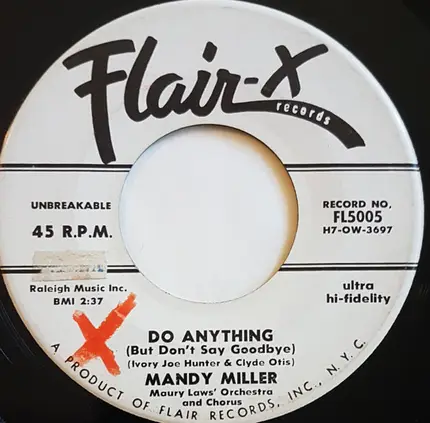 Flair-X
records
UNBREAKABLE
45 R.P.M.
RECORD NO.
FL5005
H7-OW-3697
Raleigh Music Inc.
BMI 2:37
ultra
hi-fidelity
X
DO ANYTHING
(But Don't Say Goodbye)
(Ivory Joe Hunter & Clyde Otis)
MANDY MILLER
Maury Laws' Orchestra
and Chorus
A PRODUCT OF FLAIR RECORDS, INC., N.Y.C.